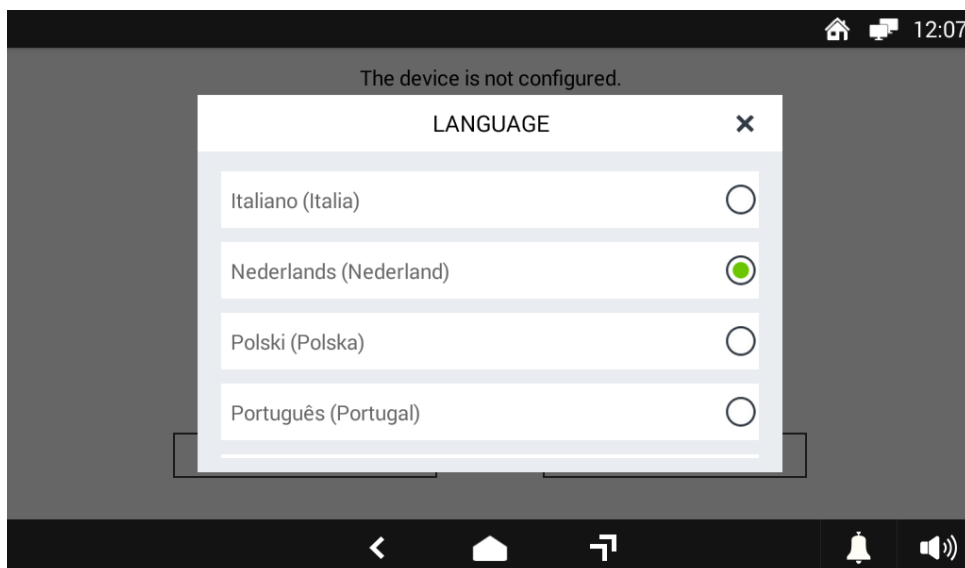 12:07
The device is not configured.
LANGUAGE
Italiano (Italia)
Nederlands (Nederland)
Polski (Polska)
Português (Portugal)